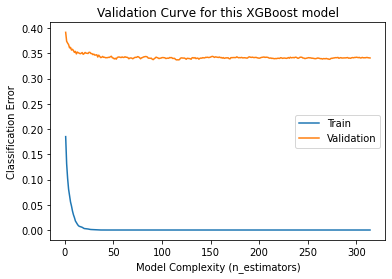 Validation Curve for this XGBoost model
0.40
0.35
0.30
0.25
0.20
0.15
0.10
0.05
0.00
Classification Error
Train
Validation
0 50 100 150 200 250 300
Model Complexity (n_estimators)